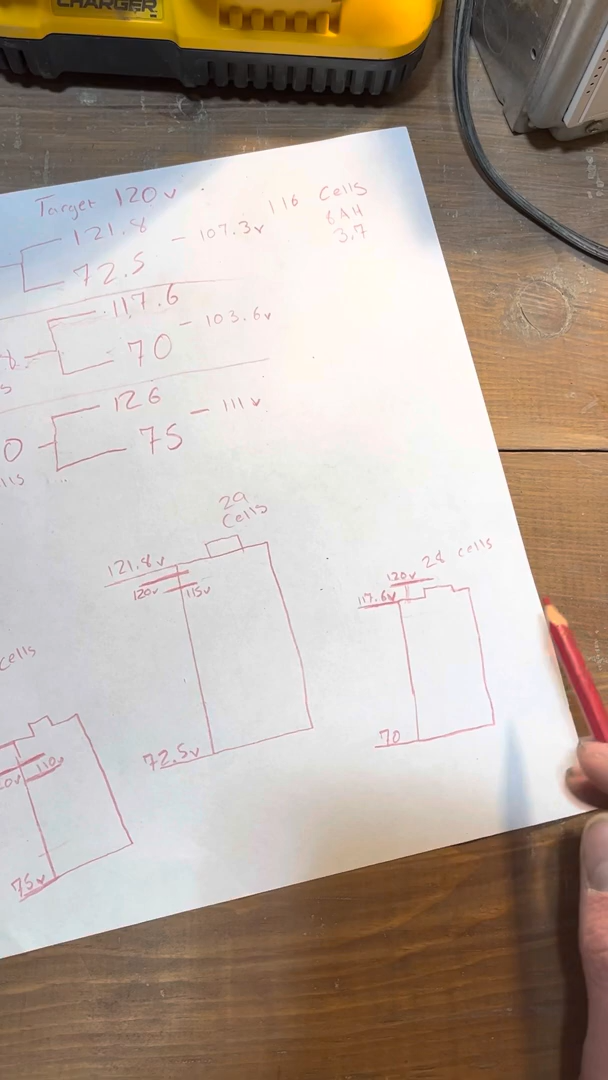 CHARGER
Target 120v
116 Cells
6AH
3.7
121.8
107.3v
72.5
117.6
103.6v
70
126
111v
75
0
29
Cells
121.8v
120v
115v
72.5v
28 cells
120v
117.6v
70
cells
110v
75v